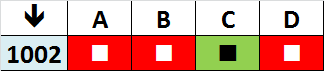 🡫 A B C D
1002 ■ ■ ■ ■